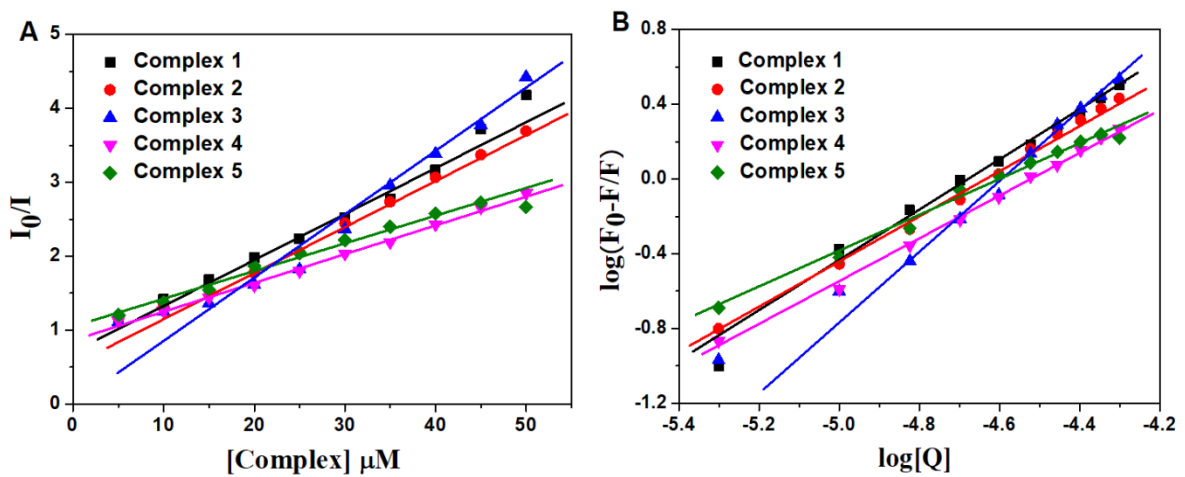 A
Complex 1
Complex 2
Complex 3
Complex 4
Complex 5
I0/I
5
4
3
2
1
0
0 10 20 30 40 50
[Complex] μM
B
Complex 1
Complex 2
Complex 3
Complex 4
Complex 5
log(F0-F/F)
0.8
0.4
0.0
-0.4
-0.8
-1.2
-5.4 -5.2 -5.0 -4.8 -4.6 -4.4 -4.2
log[Q]